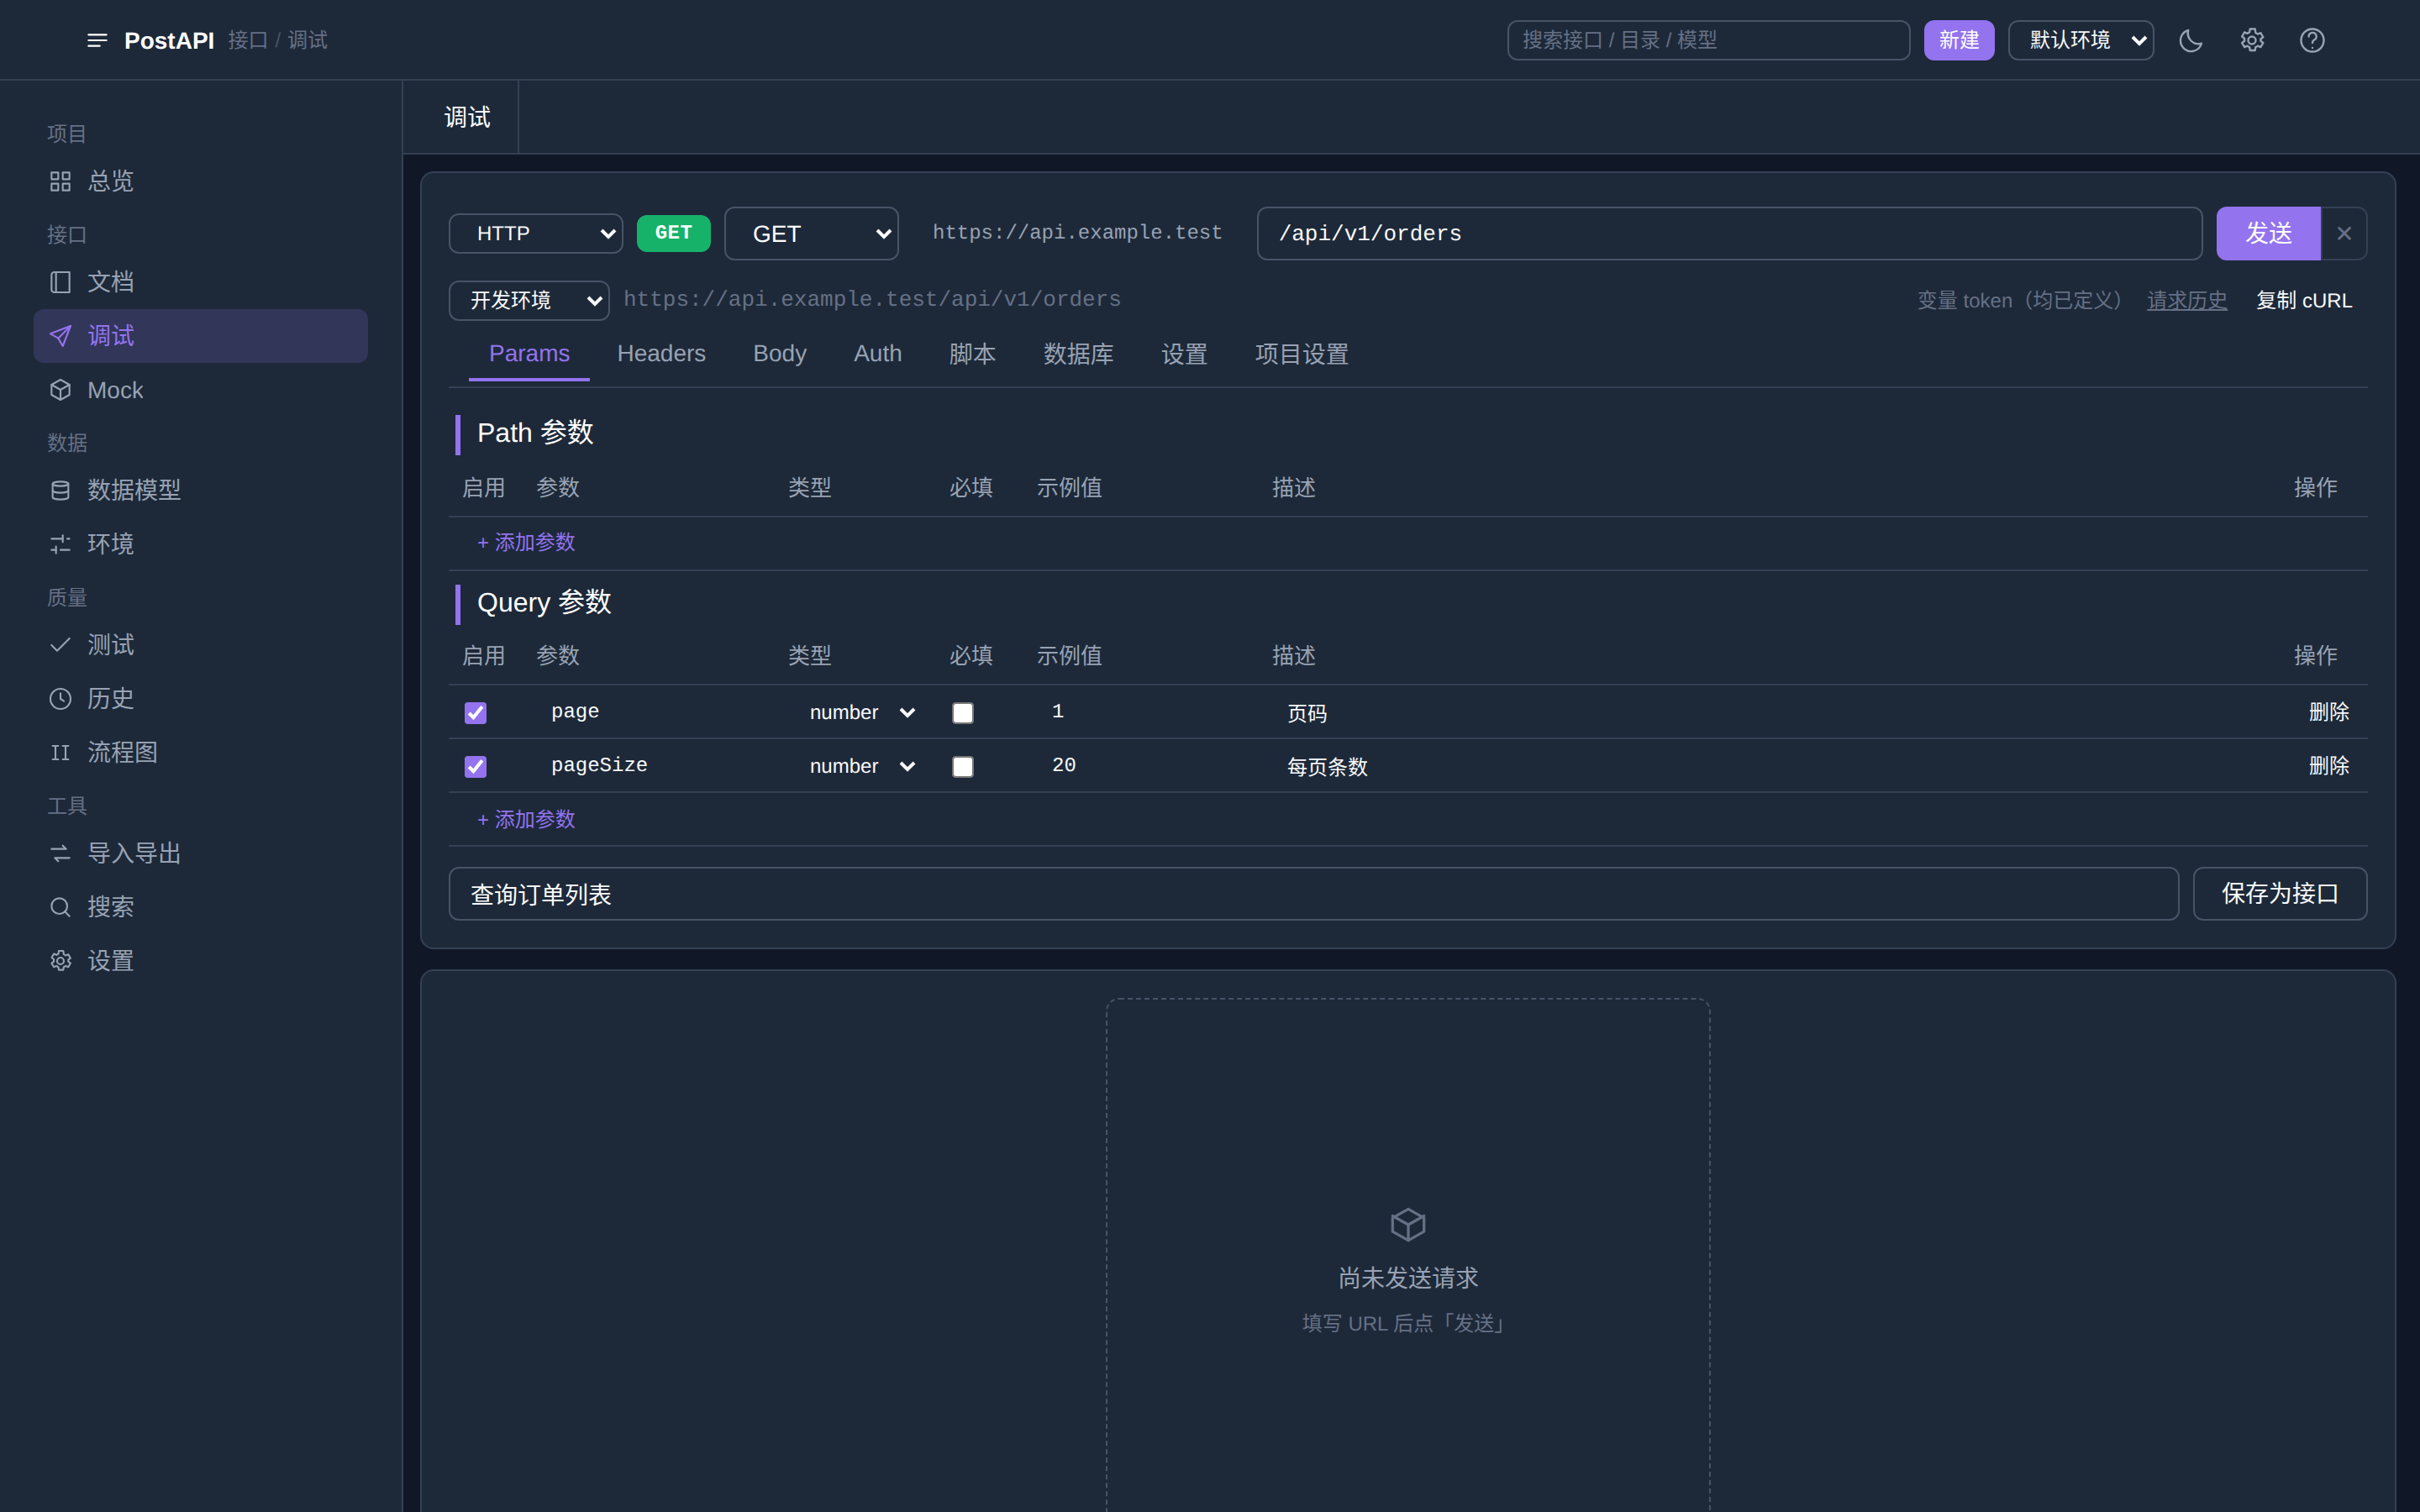 PostAPI 接口 / 调试
搜索接口 / 目录 / 模型 新建 默认环境
项目
总览
接口
文档
调试
Mock
数据
数据模型
环境
质量
测试
历史
流程图
工具
导入导出
搜索
设置
调试
HTTP GET GET https://api.example.test /api/v1/orders 发送 ✕
开发环境 https://api.example.test/api/v1/orders 变量 token（均已定义） 请求历史 复制 cURL
Params Headers Body Auth 脚本 数据库 设置 项目设置
Path 参数
启用 参数 类型 必填 示例值 描述 操作
+ 添加参数
Query 参数
启用 参数 类型 必填 示例值 描述 操作
page number 1 页码 删除
pageSize number 20 每页条数 删除
+ 添加参数
查询订单列表 保存为接口
尚未发送请求
填写 URL 后点「发送」